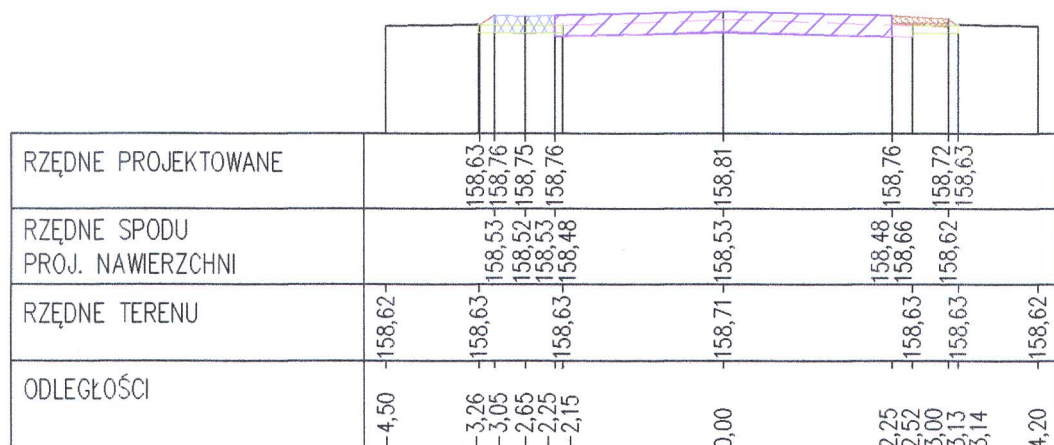 RZĘDNE PROJEKTOWANE
158,63 158,76 158,75 158,76 158,81 158,76 158,72 158,63
RZĘDNE SPODU
PROJ. NAWIERZCHNI
158,53 158,52 158,53 158,48 158,53 158,48 158,66 158,62
RZĘDNE TERENU
158,62 158,63 158,63 158,71 158,63 158,63 158,62
ODLEGŁOŚCI
-4,50 -3,26 -3,05 -2,65 -2,25 -2,15 0,00 2,25 2,52 3,00 3,13 3,14 4,20